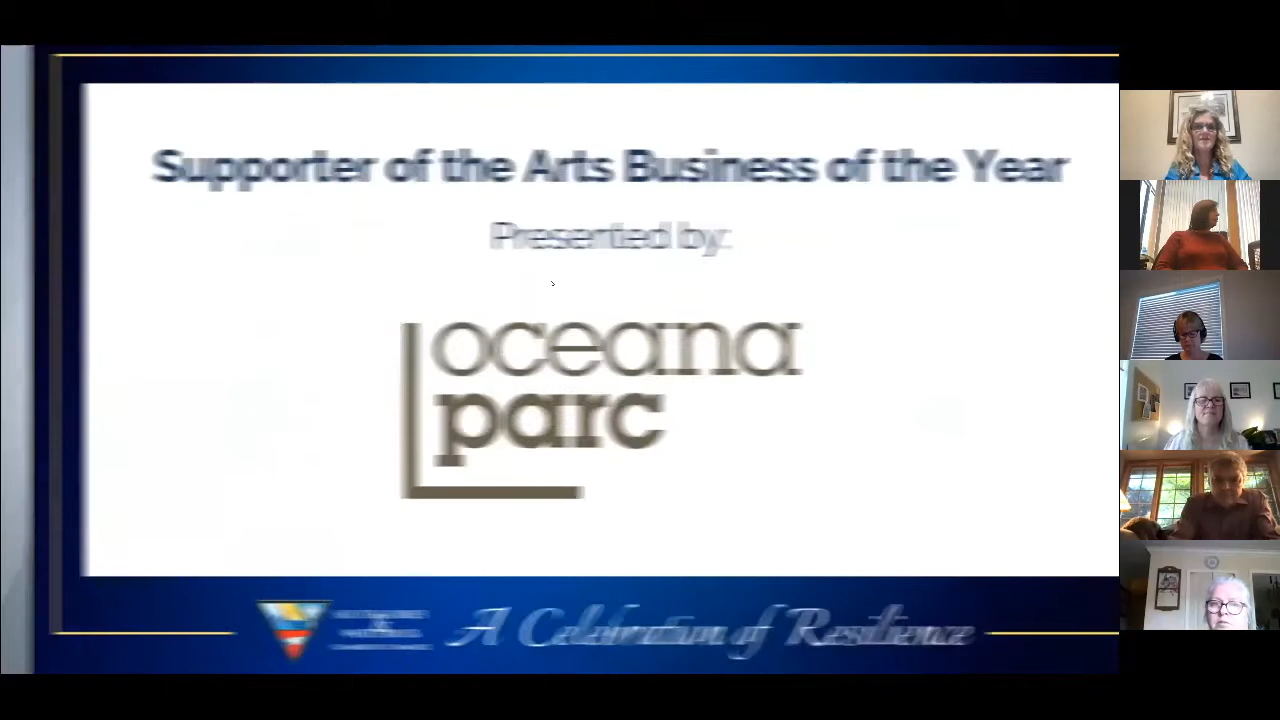 Supporter of the Arts Business of the Year
Presented by:
oceana
parc
A Celebration of Resilience